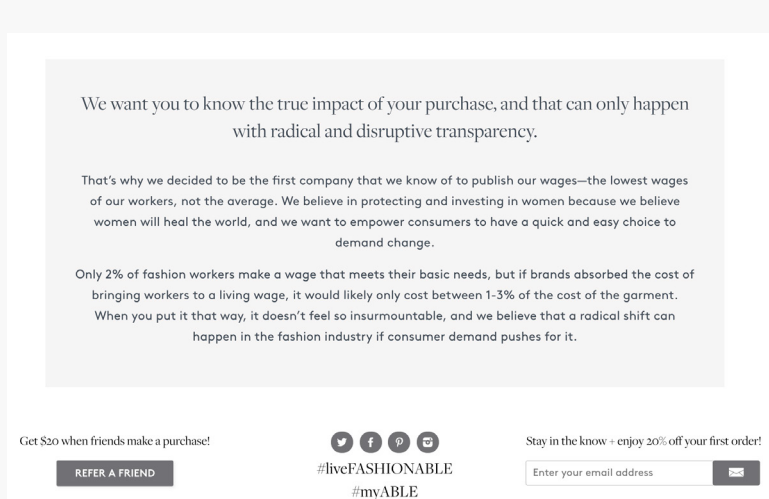 We want you to know the true impact of your purchase, and that can only happen
with radical and disruptive transparency.
That's why we decided to be the first company that we know of to publish our wages—the lowest wages
of our workers, not the average. We believe in protecting and investing in women because we believe
women will heal the world, and we want to empower consumers to have a quick and easy choice to
demand change.
Only 2% of fashion workers make a wage that meets their basic needs, but if brands absorbed the cost of
bringing workers to a living wage, it would likely only cost between 1-3% of the cost of the garment.
When you put it that way, it doesn't feel so insurmountable, and we believe that a radical shift can
happen in the fashion industry if consumer demand pushes for it.
Get $20 when friends make a purchase!
REFER A FRIEND
#liveFASHIONABLE
#myABLE
Stay in the know + enjoy 20% off your first order!
Enter your email address